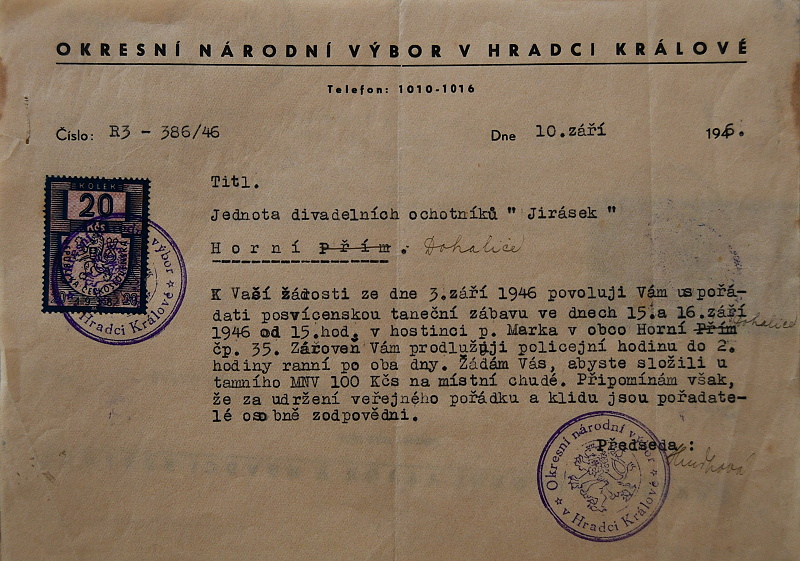 OKRESNÍ NÁRODNÍ VÝBOR V HRADCI KRÁLOVÉ
Telefon: 1010-1016
Číslo: R3 - 386/46 Dne 10.září 1946.
KOLEK
20
Titl.
Jednota divadelních ochotníků " Jirásek "
Horní Přím. Dohalice
K Vaší žádosti ze dne 3.září 1946 povoluji Vám uspořá-
dati posvícenskou taneční zábavu ve dnech 15.a 16.září
1946 od 15.hod. v hostinci p. Marka v obco Horní Přím Dohalice
čp. 35. Zároveň Vám prodlužuji policejní hodinu do 2.
hodiny ranní po oba dny. Žádám Vás, abyste složili u
tamního MNV 100 Kčs na místní chudé. Připomínám však,
že za udržení veřejného pořádku a klidu jsou pořadate-
lé osobně zodpovědni.
Předseda :
Okresní národní výbor
v Hradci Králové
výbor
Hradci Králové